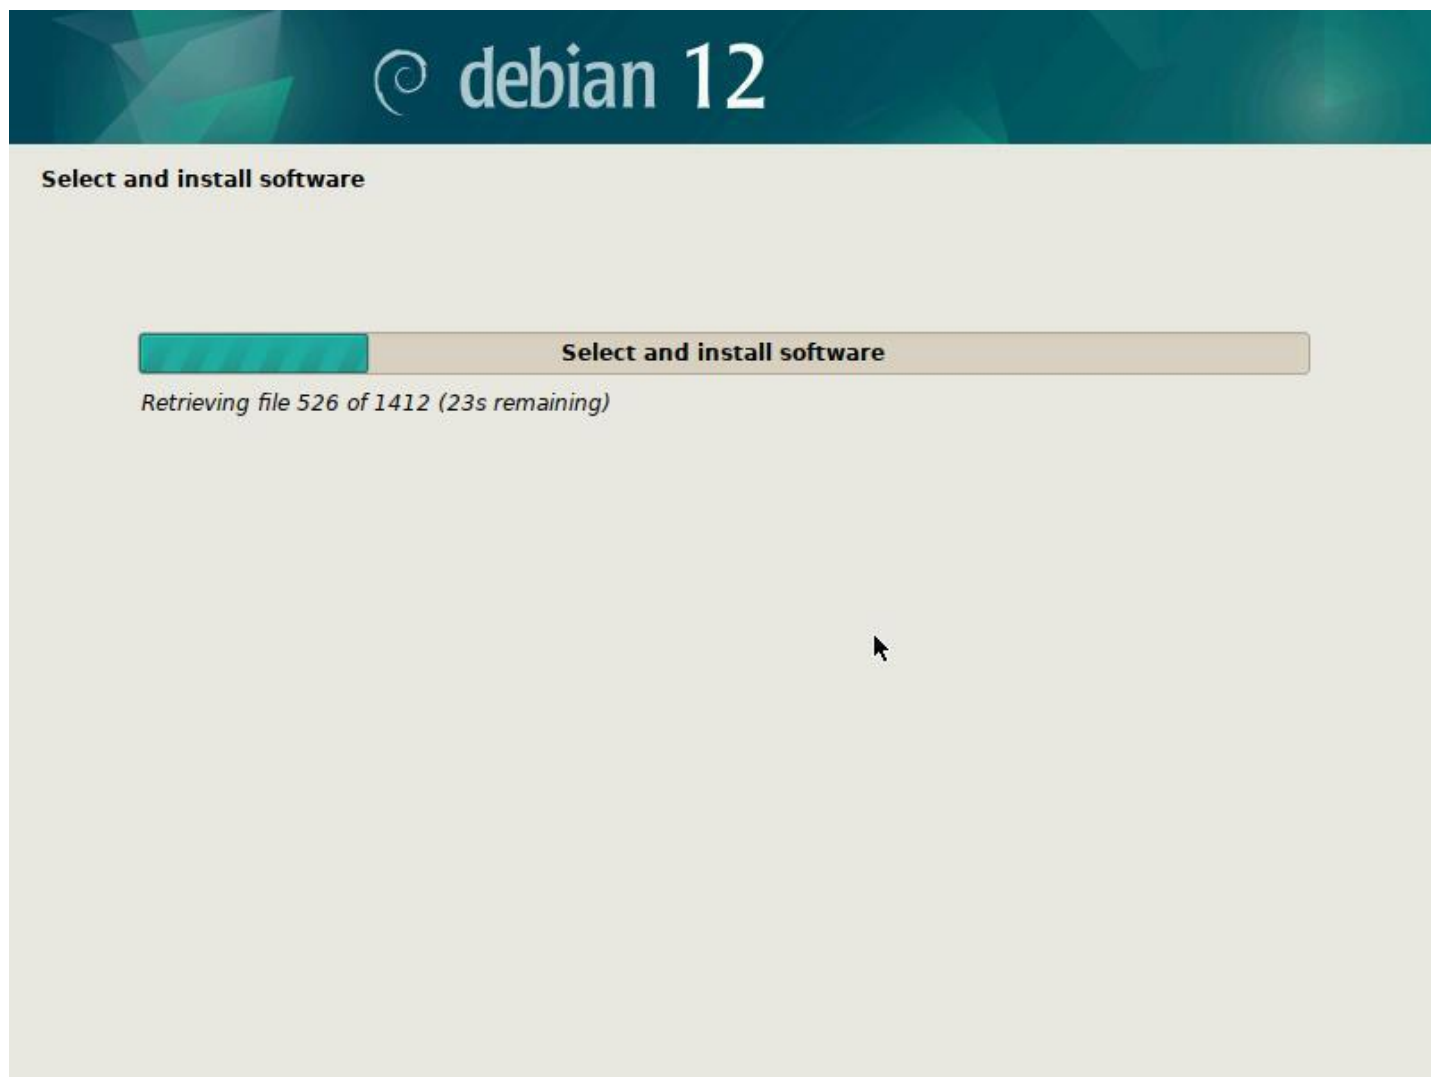 debian 12
Select and install software
Select and install software
Retrieving file 526 of 1412 (23s remaining)